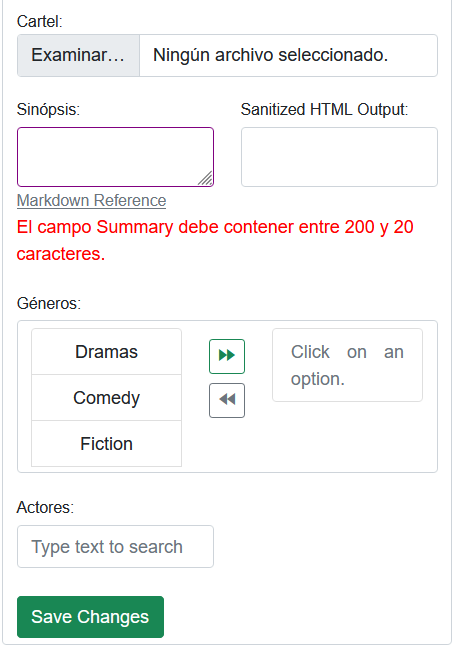 Cartel:
Examinar... Ningún archivo seleccionado.
Sinópsis: Sanitized HTML Output:
Markdown Reference
El campo Summary debe contener entre 200 y 20
caracteres.
Géneros:
Dramas
Comedy
Fiction
Click on an
option.
Actores:
Type text to search
Save Changes